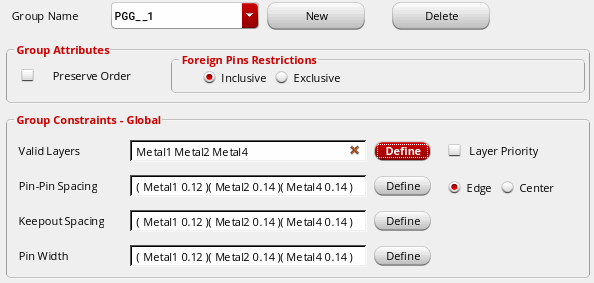 Group Name PGG__1 New Delete
Group Attributes
Foreign Pins Restrictions
Preserve Order Inclusive Exclusive
Group Constraints - Global
Valid Layers Metal1 Metal2 Metal4 Define Layer Priority
Pin-Pin Spacing ( Metal1 0.12 )( Metal2 0.14 )( Metal4 0.14 ) Define Edge Center
Keepout Spacing ( Metal1 0.12 )( Metal2 0.14 )( Metal4 0.14 ) Define
Pin Width ( Metal1 0.12 )( Metal2 0.14 )( Metal4 0.14 ) Define